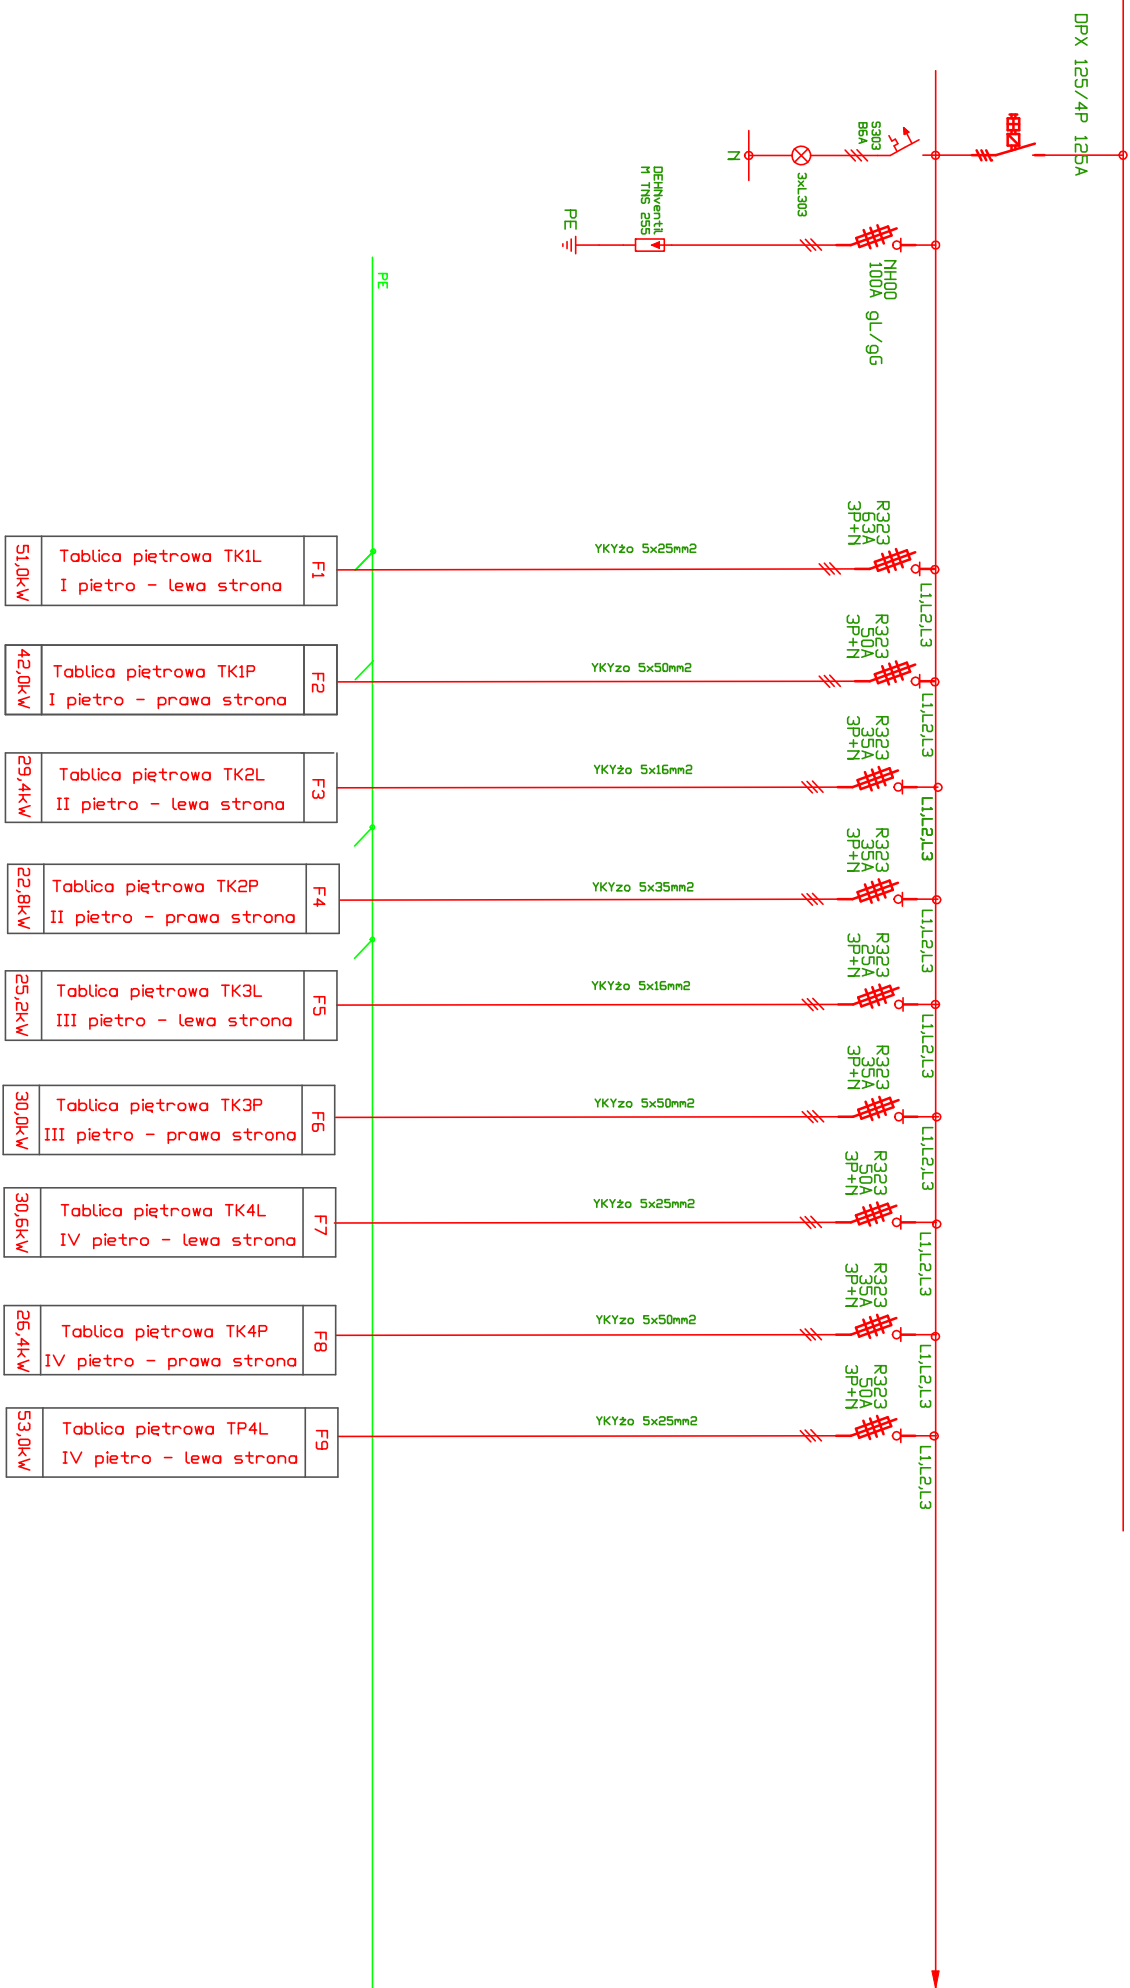 DPX 125/4P 125A
S303
B6A
3xL303
N
DEHNventil
M TNS 255
PE
NH00
100A gL/gG
PE
R323
63A
3P+N
L1,L2,L3
YKYżo 5x25mm2
F1
Tablica piętrowa TK1L
I pietro - lewa strona
51,0kW
R323
50A
3P+N
L1,L2,L3
YKYzo 5x50mm2
F2
Tablica piętrowa TK1P
I pietro - prawa strona
42,0kW
R323
35A
3P+N
L1,L2,L3
YKYżo 5x16mm2
F3
Tablica piętrowa TK2L
II pietro - lewa strona
29,4kW
R323
35A
3P+N
L1,L2,L3
YKYzo 5x35mm2
F4
Tablica piętrowa TK2P
II pietro - prawa strona
22,8kW
R323
25A
3P+N
L1,L2,L3
YKYżo 5x16mm2
F5
Tablica piętrowa TK3L
III pietro - lewa strona
25,2kW
R323
35A
3P+N
L1,L2,L3
YKYzo 5x50mm2
F6
Tablica piętrowa TK3P
III pietro - prawa strona
30,0kW
R323
50A
3P+N
L1,L2,L3
YKYżo 5x25mm2
F7
Tablica piętrowa TK4L
IV pietro - lewa strona
30,6kW
R323
35A
3P+N
L1,L2,L3
YKYzo 5x50mm2
F8
Tablica piętrowa TK4P
IV pietro - prawa strona
26,4kW
R323
50A
3P+N
L1,L2,L3
YKYżo 5x25mm2
F9
Tablica piętrowa TP4L
IV pietro - lewa strona
53,0kW